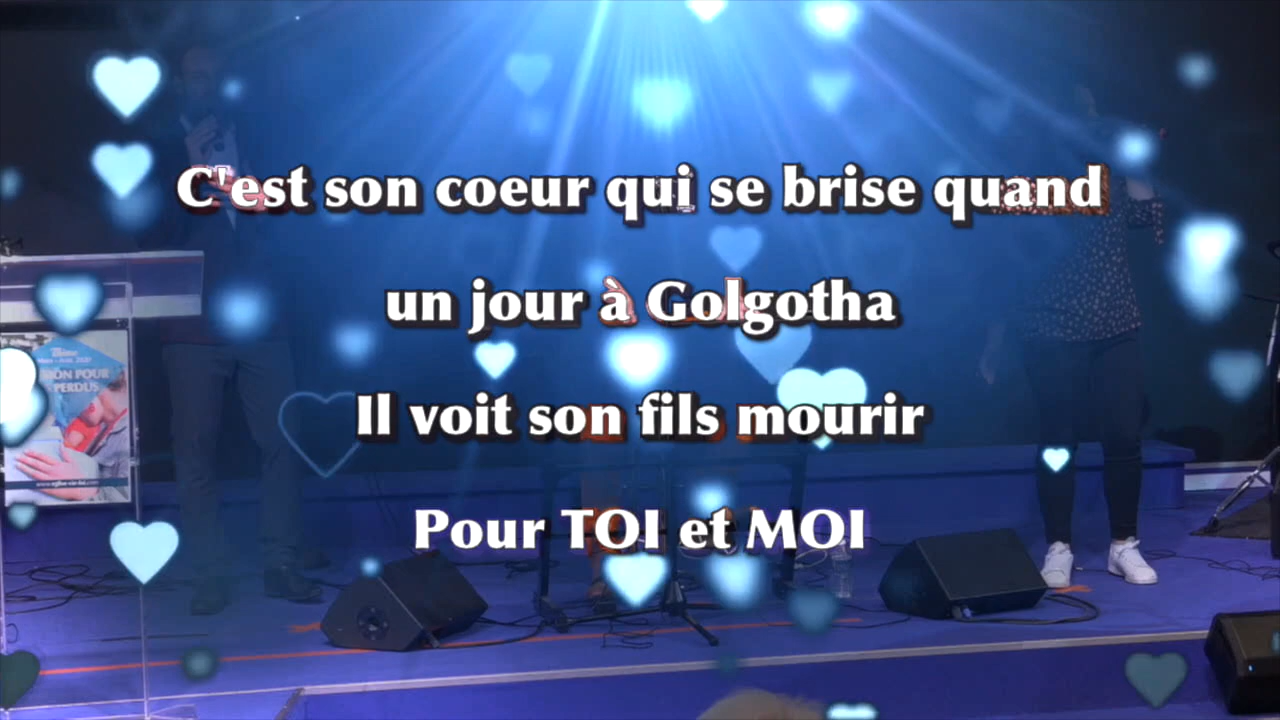 C'est son coeur qui se brise quand
un jour à Golgotha
Il voit son fils mourir
Pour TOI et MOI
PERDUS